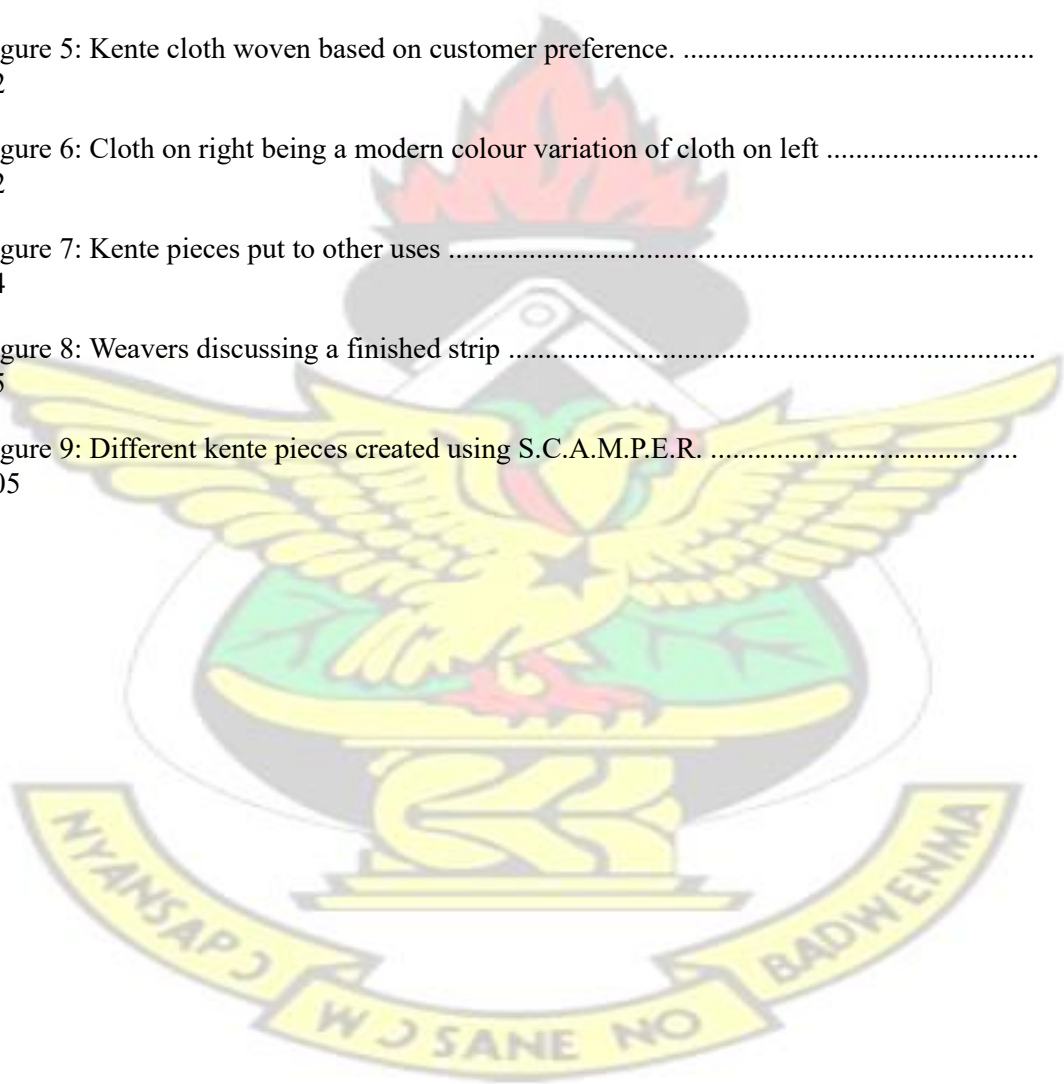 gure 5: Kente cloth woven based on customer preference. ................................................
2
gure 6: Cloth on right being a modern colour variation of cloth on left .............................
2
gure 7: Kente pieces put to other uses ................................................................................
4
gure 8: Weavers discussing a finished strip ........................................................................
5
gure 9: Different kente pieces created using S.C.A.M.P.E.R. ..........................................
05
NYANSAPƆ
WƆSANE NO
BADWENMA